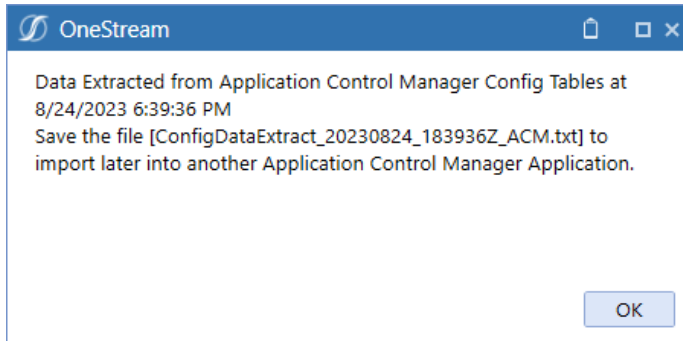 OneStream
Data Extracted from Application Control Manager Config Tables at
8/24/2023 6:39:36 PM
Save the file [ConfigDataExtract_20230824_183936Z_ACM.txt] to
import later into another Application Control Manager Application.
OK